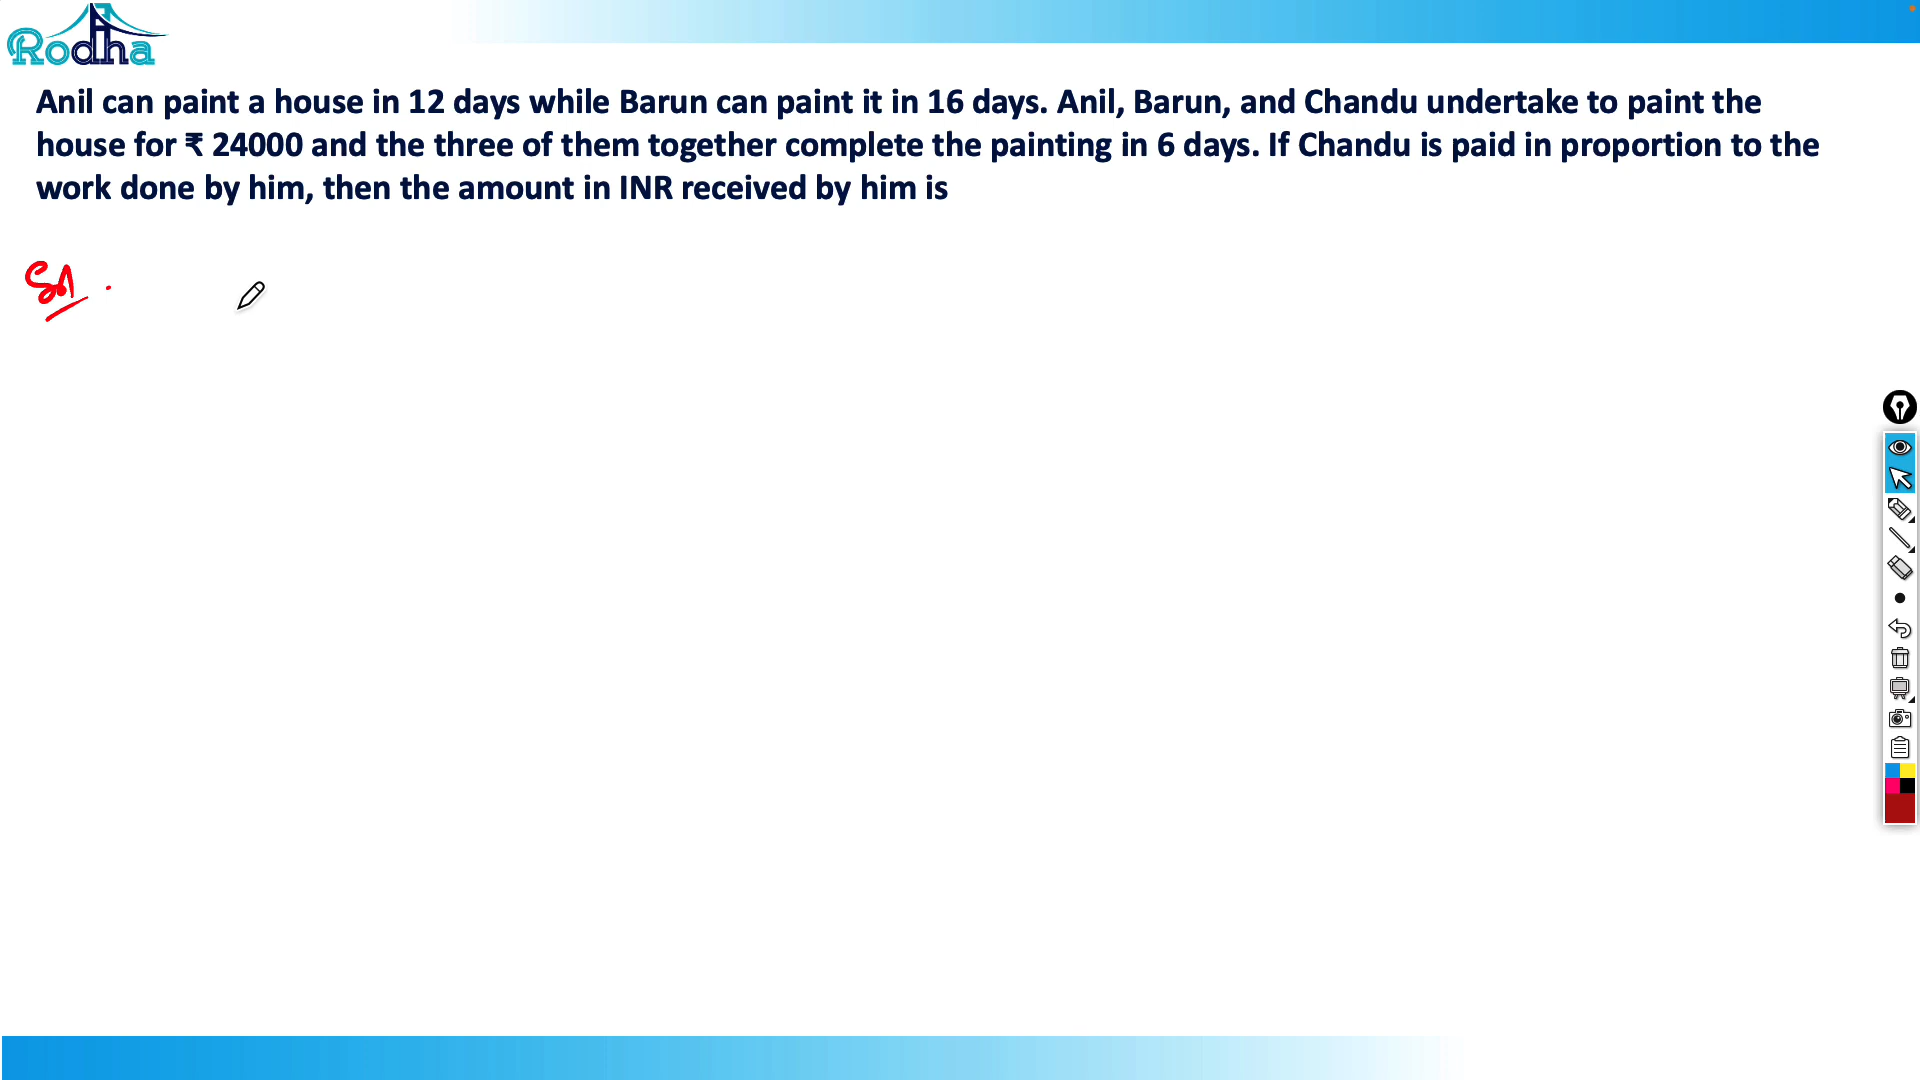 Rodha
Anil can paint a house in 12 days while Barun can paint it in 16 days. Anil, Barun, and Chandu undertake to paint the
house for ₹ 24000 and the three of them together complete the painting in 6 days. If Chandu is paid in proportion to the
work done by him, then the amount in INR received by him is